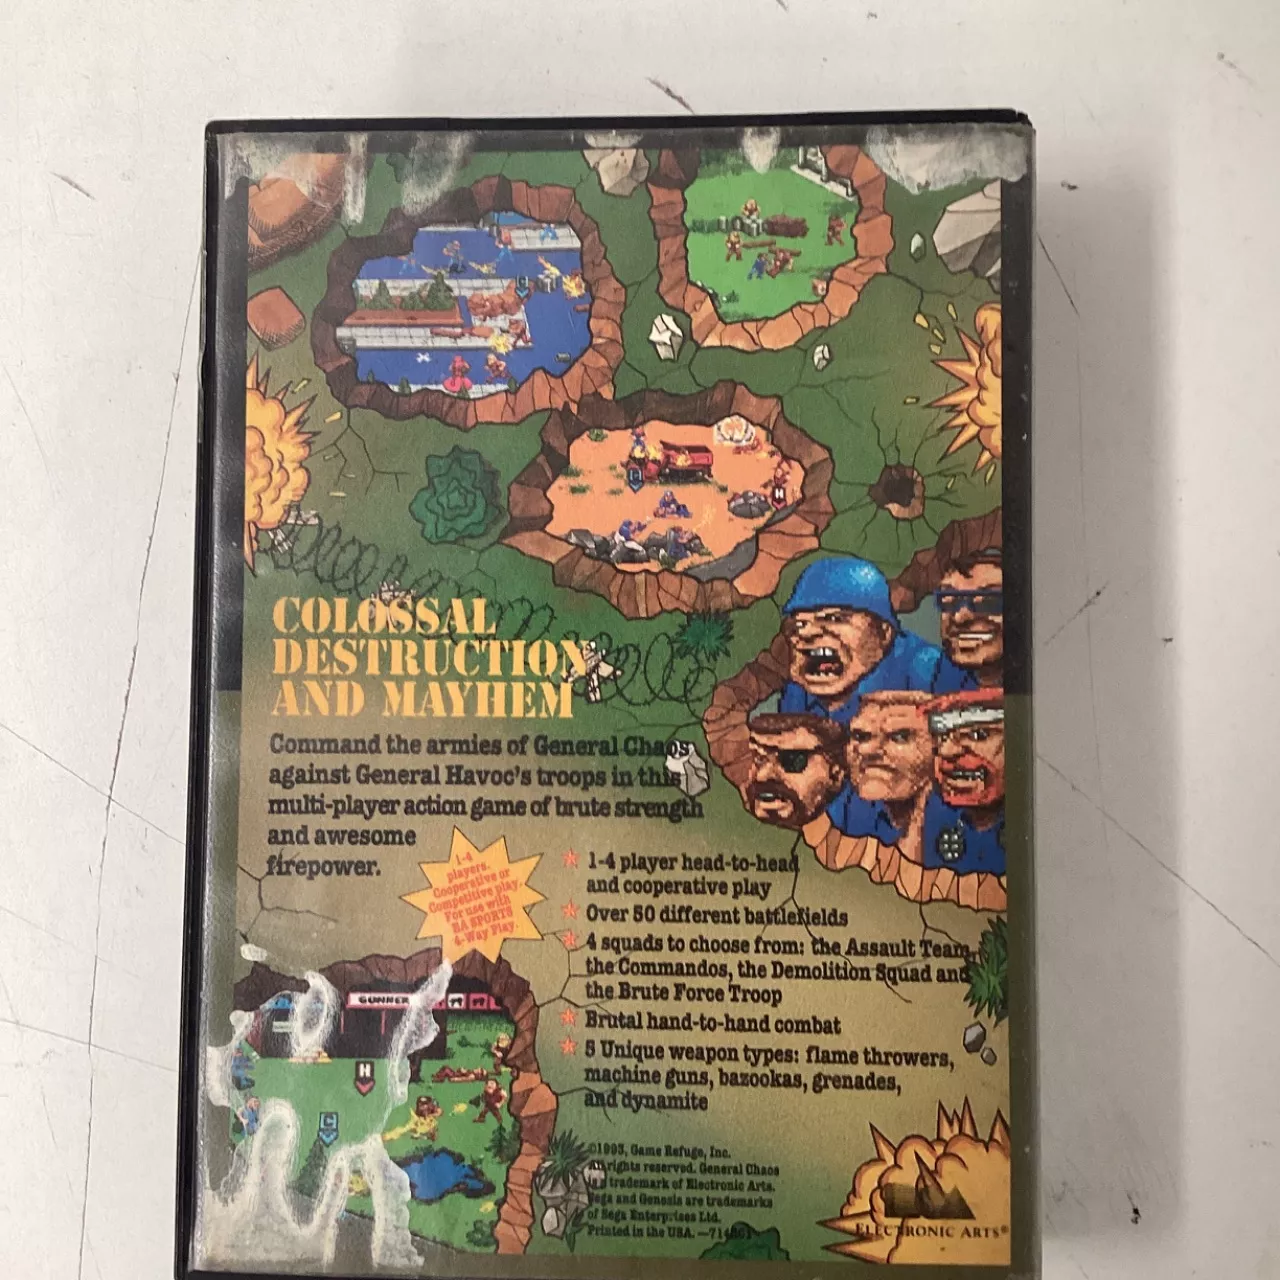 COLOSSAL
DESTRUCTION
AND MAYHEM
Command the armies of General Chaos
against General Havoc's troops in this
multi-player action game of brute strength
and awesome
firepower.
1-4
players.
Cooperative or
Competitive play.
For use with
EA SPORTS
4-Way Play.
1-4 player head-to-head
and cooperative play
Over 50 different battlefields
4 squads to choose from: the Assault Team,
the Commandos, the Demolition Squad and
the Brute Force Troop
Brutal hand-to-hand combat
5 Unique weapon types: flame throwers,
machine guns, bazookas, grenades,
and dynamite
GUNNER
H
C
H
©1993, Game Refuge, Inc.
All rights reserved. General Chaos
is a trademark of Electronic Arts.
Sega and Genesis are trademarks
of Sega Enterprises Ltd.
Printed in the USA.
EA
ELECTRONIC ARTS®